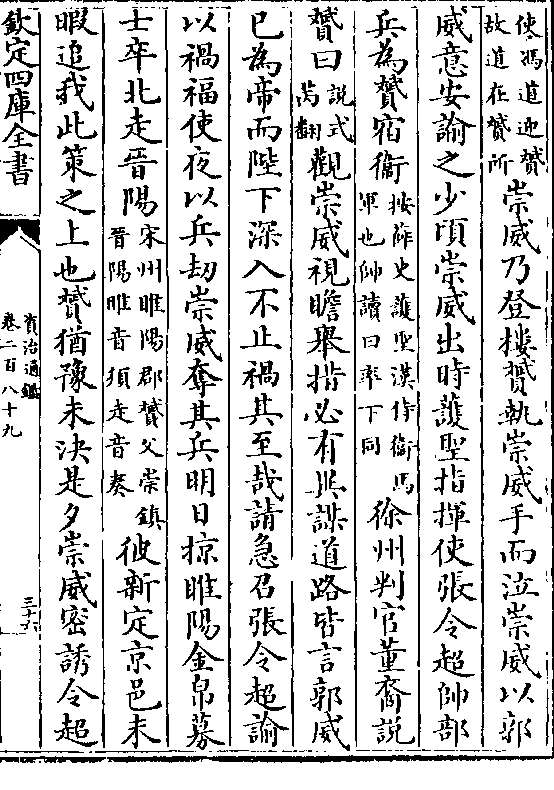 使馮道迎贇故道在贇所崇威乃登樓贇執崇威手而泣崇威以郭
威意安諭之少頃崇威出時護聖指揮使張令超帥部
兵為贇宿衞按薛史護聖漢侍衞馬軍也帥讀曰率下同徐州判官董裔說
贇曰說式芮翻觀崇威視瞻舉措必有異謀道路皆言郭威
已為帝而陛下深入不止禍其至哉請急召張令超諭
以禍福使夜以兵劫崇威奪其兵明日掠睢陽金帛募
士卒北走晉陽宋州睢陽郡贇父崇鎮晉陽睢音須走音奏彼新定京邑未
暇追我此策之上也贇猶豫未決是夕崇威密誘令超
欽定四庫全書
資治通鑑
卷二百八十九
三十六